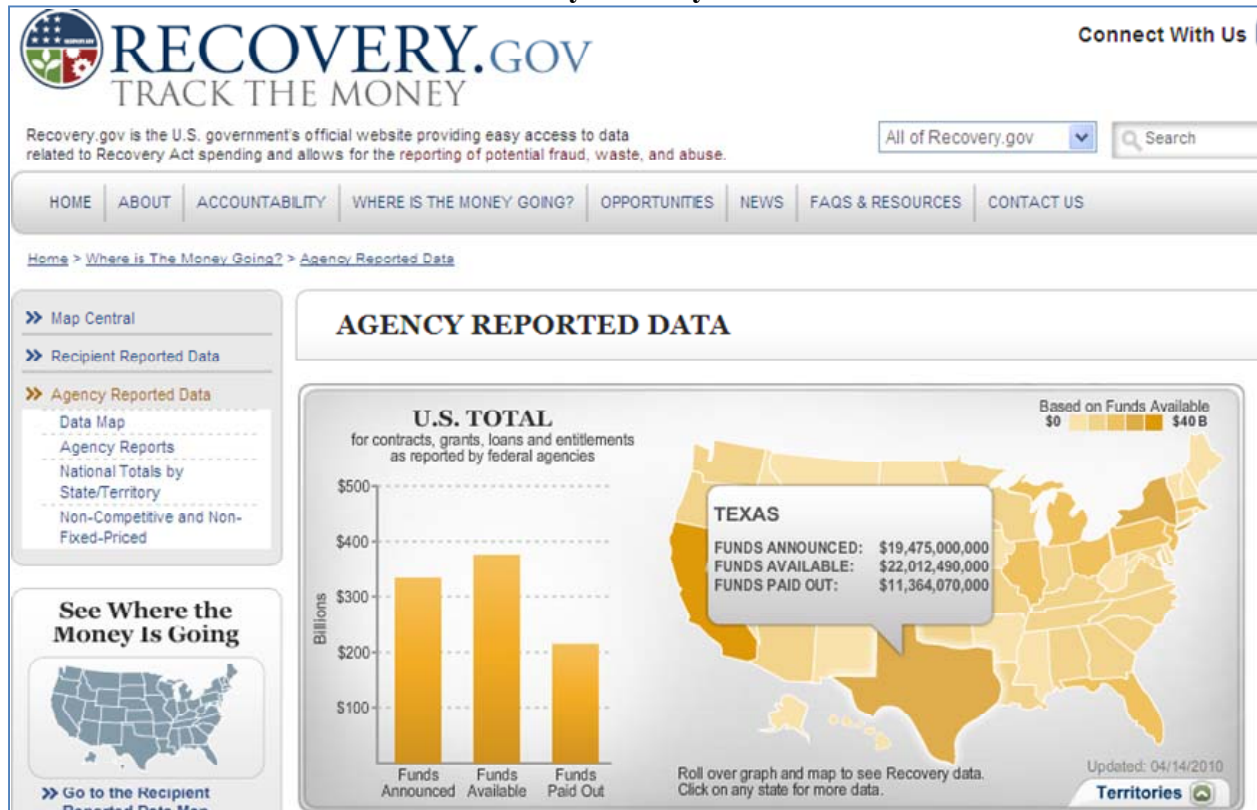 RECOVERY.GOV
TRACK THE MONEY
Connect With Us
Recovery.gov is the U.S. government's official website providing easy access to data
related to Recovery Act spending and allows for the reporting of potential fraud, waste, and abuse.
All of Recovery.gov
Search
HOME ABOUT ACCOUNTABILITY WHERE IS THE MONEY GOING? OPPORTUNITIES NEWS FAQS & RESOURCES CONTACT US
Home > Where is The Money Going? > Agency Reported Data
Map Central
Recipient Reported Data
Agency Reported Data
Data Map
Agency Reports
National Totals by
State/Territory
Non-Competitive and Non-
Fixed-Priced
See Where the
Money Is Going
Go to the Recipient
Reported Data Map
AGENCY REPORTED DATA
U.S. TOTAL
for contracts, grants, loans and entitlements
as reported by federal agencies
Billions
$500
$400
$300
$200
$100
Funds
Announced
Funds
Available
Funds
Paid Out
Based on Funds Available
$0 $40 B
TEXAS
FUNDS ANNOUNCED: $19,475,000,000
FUNDS AVAILABLE: $22,012,490,000
FUNDS PAID OUT: $11,364,070,000
Roll over graph and map to see Recovery data.
Click on any state for more data.
Updated: 04/14/2010
Territories